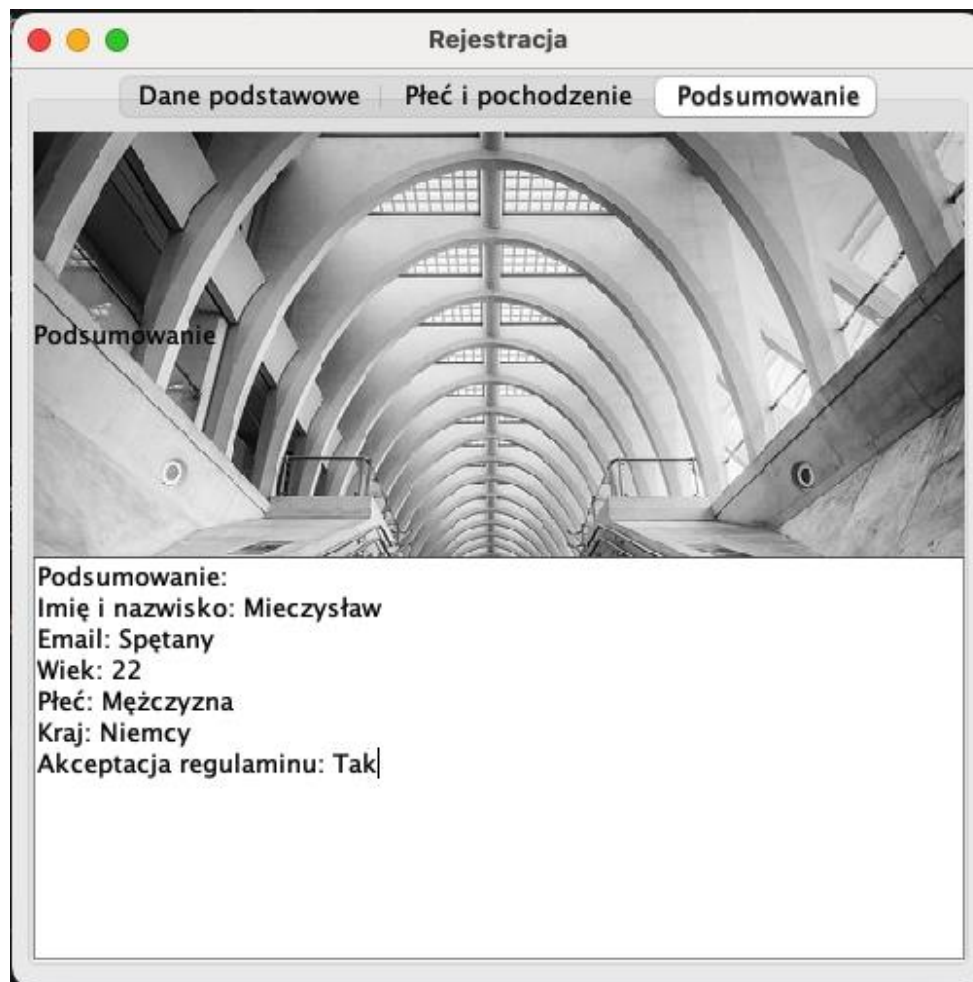 Rejestracja
Dane podstawowe Płeć i pochodzenie Podsumowanie
Podsumowanie
Podsumowanie:
Imię i nazwisko: Mieczysław
Email: Spętany
Wiek: 22
Płeć: Mężczyzna
Kraj: Niemcy
Akceptacja regulaminu: Tak